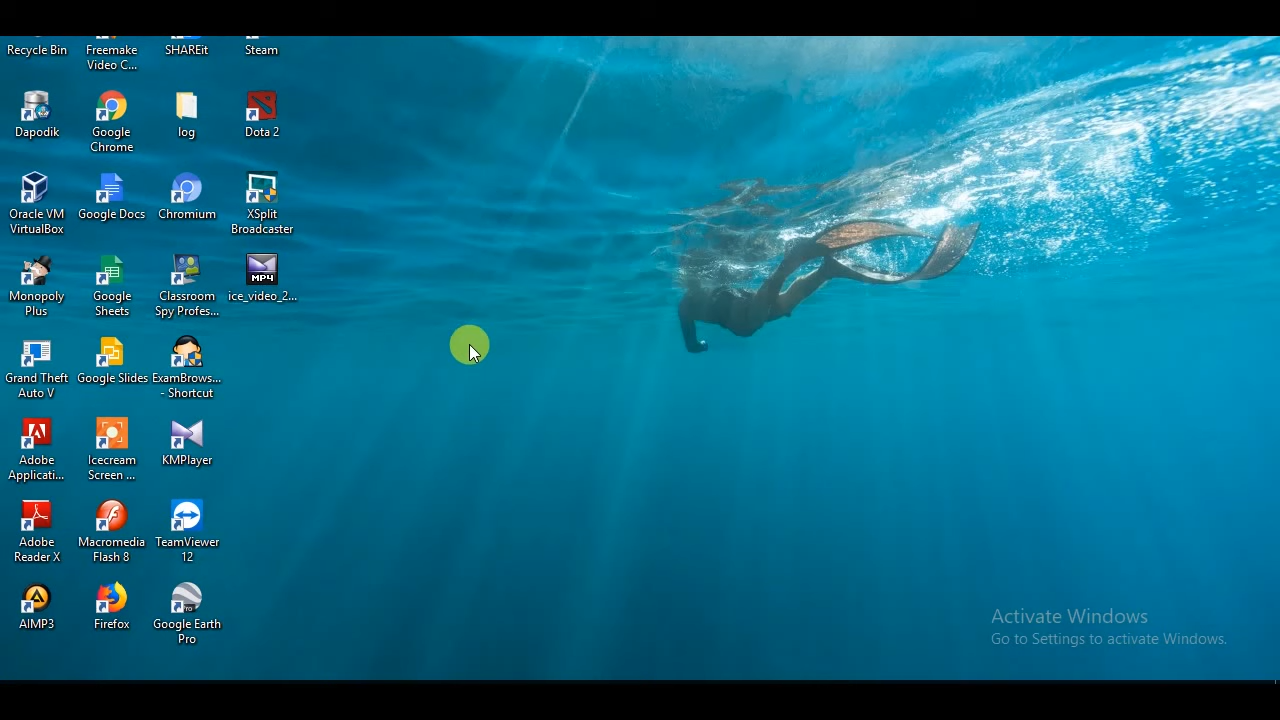 Recycle Bin
Freemake
Video C...
SHAREit
Steam
Dapodik
Google
Chrome
log
Dota 2
Oracle VM
VirtualBox
Google Docs
Chromium
XSplit
Broadcaster
Monopoly
Plus
Google
Sheets
Classroom
Spy Profes...
MP4
ice_video_2...
Grand Theft
Auto V
Google Slides
ExamBrows...
- Shortcut
Adobe
Applicati...
Icecream
Screen ...
KMPlayer
Adobe
Reader X
Macromedia
Flash 8
TeamViewer
12
AIMP3
Firefox
Google Earth
Pro
Activate Windows
Go to Settings to activate Windows.